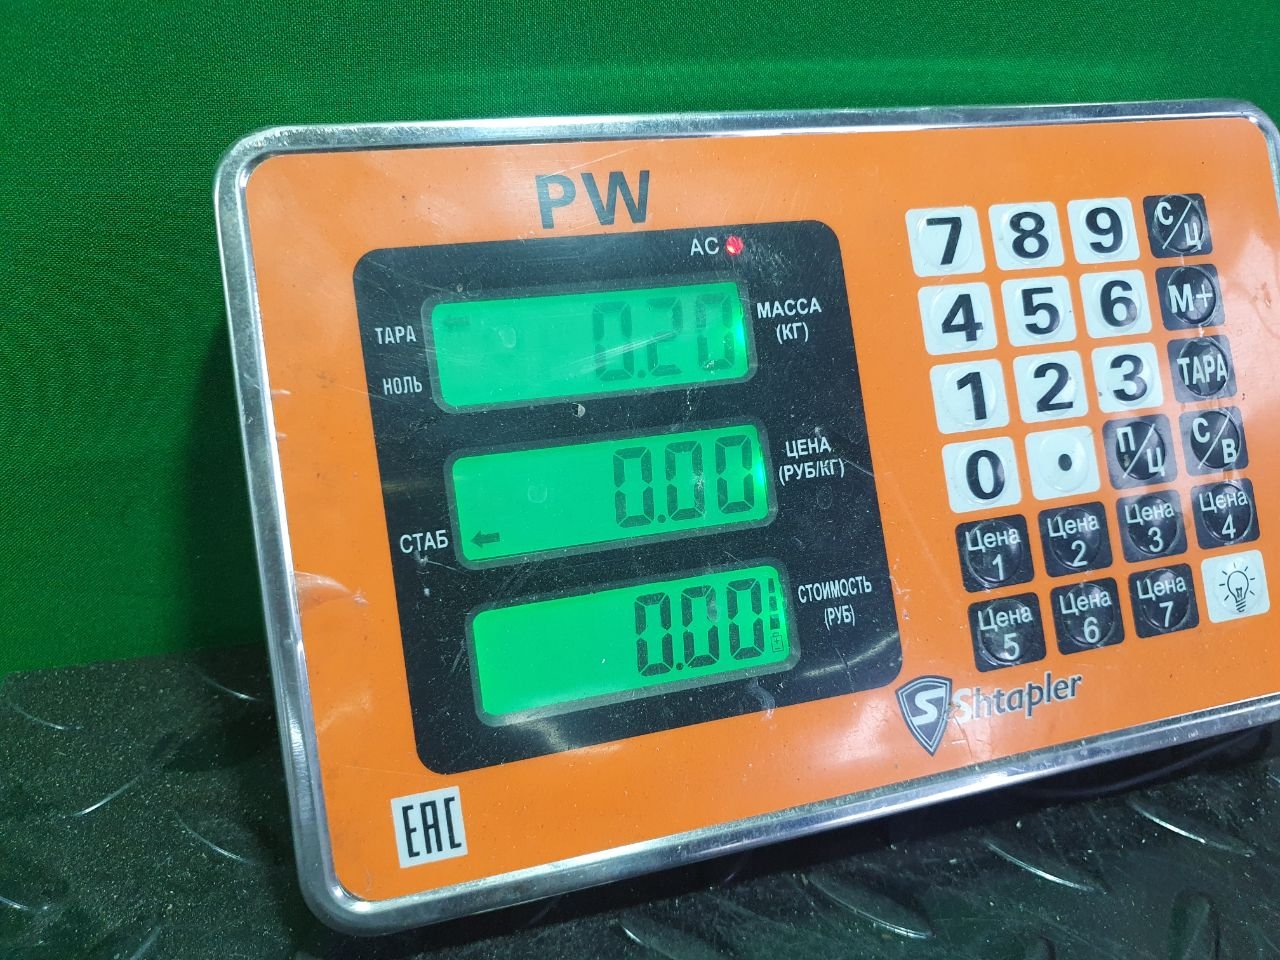 PW
AC
ТАРА
НОЛЬ
0.20
МАССА
(КГ)
СТАБ
0.00
ЦЕНА
(РУБ/КГ)
0.00
СТОИМОСТЬ
(РУБ)
7 8 9 С/Ц
4 5 6 М+
1 2 3 ТАРА
0 . П/Ц С/В
Цена 1 Цена 2 Цена 3 Цена 4
Цена 5 Цена 6 Цена 7
S Shtapler
EAC